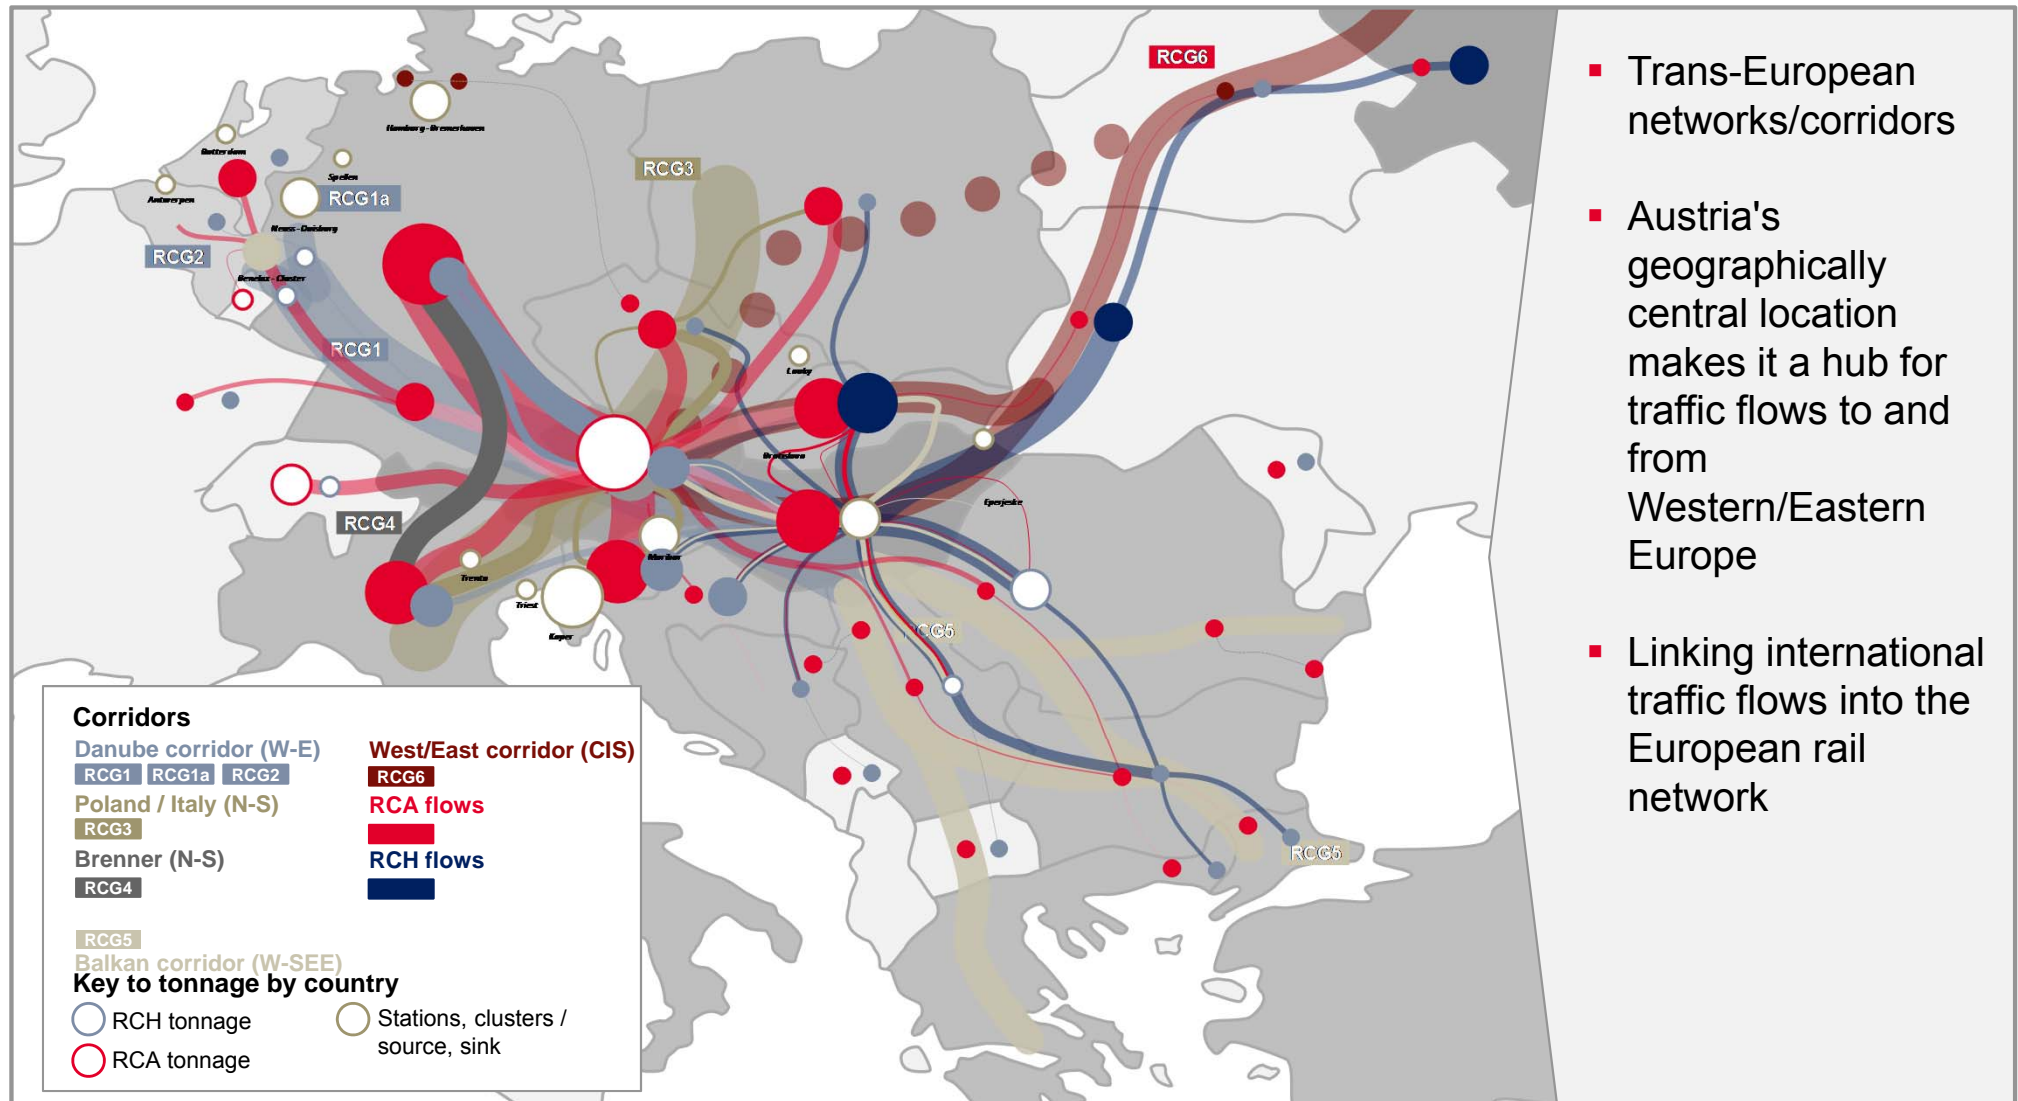 RCG6
Hamburg - Bremerhaven
Rotterdam
RCG3
Spellen
Antwerpen
RCG1a
Neuss - Duisburg
RCG2
Benelux - Cluster
RCG1
Lusky
Bratislava
Eperjeske
RCG4
Maribor
Trento
Triest
Koper
RCG5
RCG5
Corridors
Danube corridor (W-E)
RCG1 RCG1a RCG2
Poland / Italy (N-S)
RCG3
Brenner (N-S)
RCG4
RCG5
Balkan corridor (W-SEE)
West/East corridor (CIS)
RCG6
RCA flows
RCH flows
Key to tonnage by country
RCH tonnage
RCA tonnage
Stations, clusters /
source, sink
Trans-European
networks/corridors
Austria's
geographically
central location
makes it a hub for
traffic flows to and
from
Western/Eastern
Europe
Linking international
traffic flows into the
European rail
network